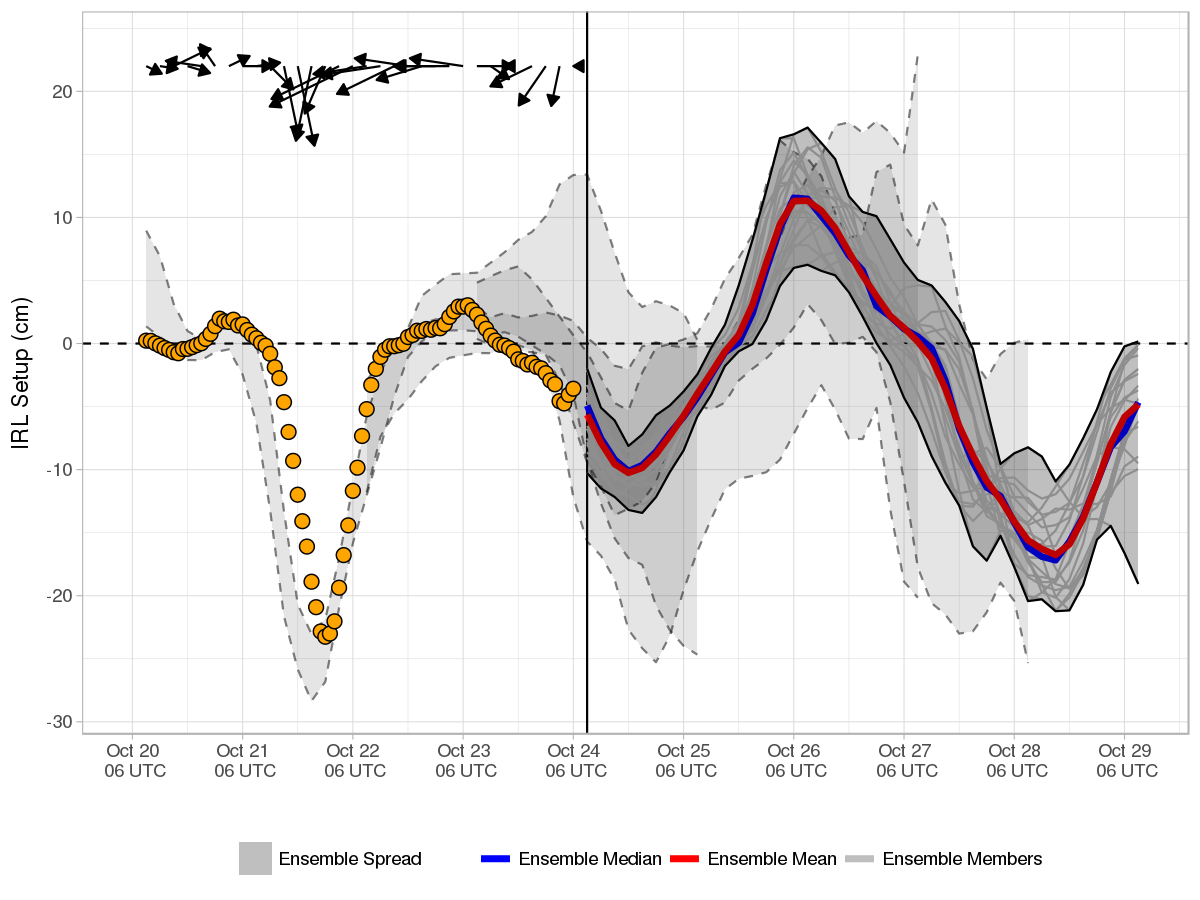 IRL Setup (cm)
20
10
0
-10
-20
-30
Oct 20 Oct 21 Oct 22 Oct 23 Oct 24 Oct 25 Oct 26 Oct 27 Oct 28 Oct 29
06 UTC 06 UTC 06 UTC 06 UTC 06 UTC 06 UTC 06 UTC 06 UTC 06 UTC 06 UTC
Ensemble Spread Ensemble Median Ensemble Mean Ensemble Members